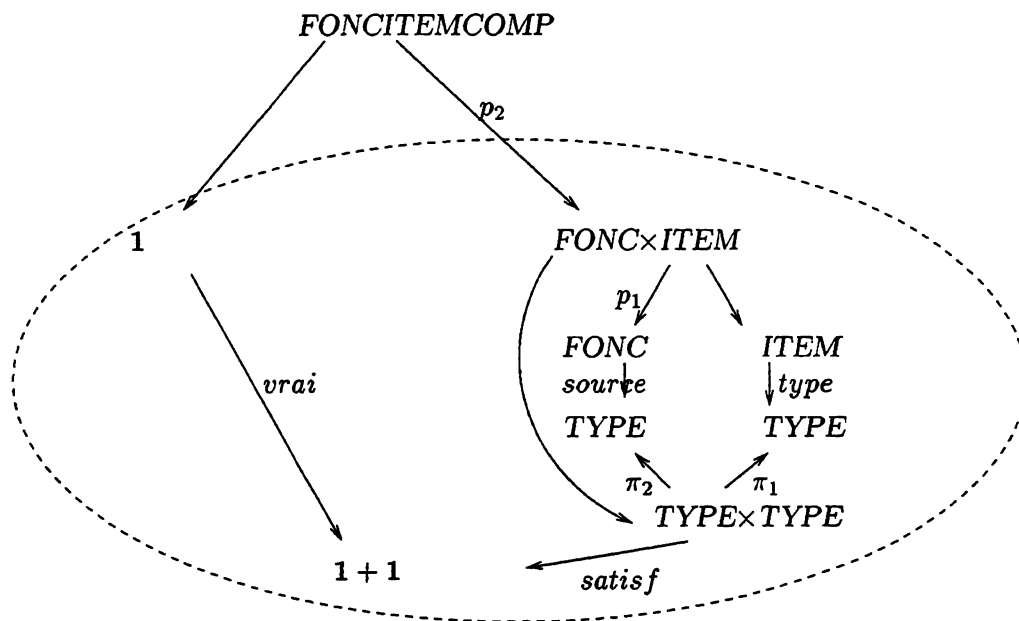 FONCITEMCOMP
p₂
1 FONC×ITEM
p₁
FONC ITEM
vrai source type
TYPE TYPE
π₂ π₁
TYPE×TYPE
1 + 1 satisf